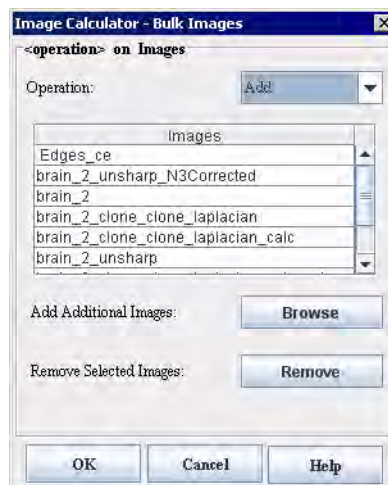 Image Calculator - Bulk Images
<operation> on Images
Operation: Add
Images
Edges_ce
brain_2_unsharp_N3Corrected
brain_2
brain_2_clone_clone_laplacian
brain_2_clone_clone_laplacian_calc
brain_2_unsharp
Add Additional Images: Browse
Remove Selected Images: Remove
OK Cancel Help